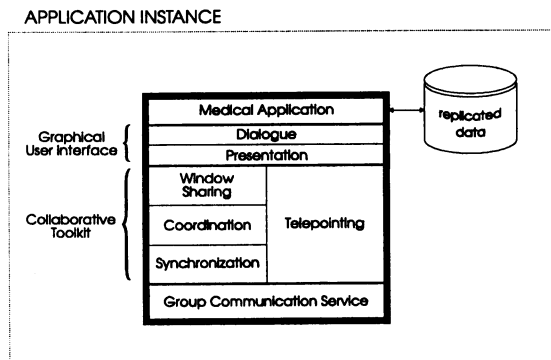 APPLICATION INSTANCE
Medical Application
replicated
data
Graphical
User Interface
Dialogue
Presentation
Collaborative
Toolkit
Window
Sharing
Coordination
Synchronization
Telepointing
Group Communication Service